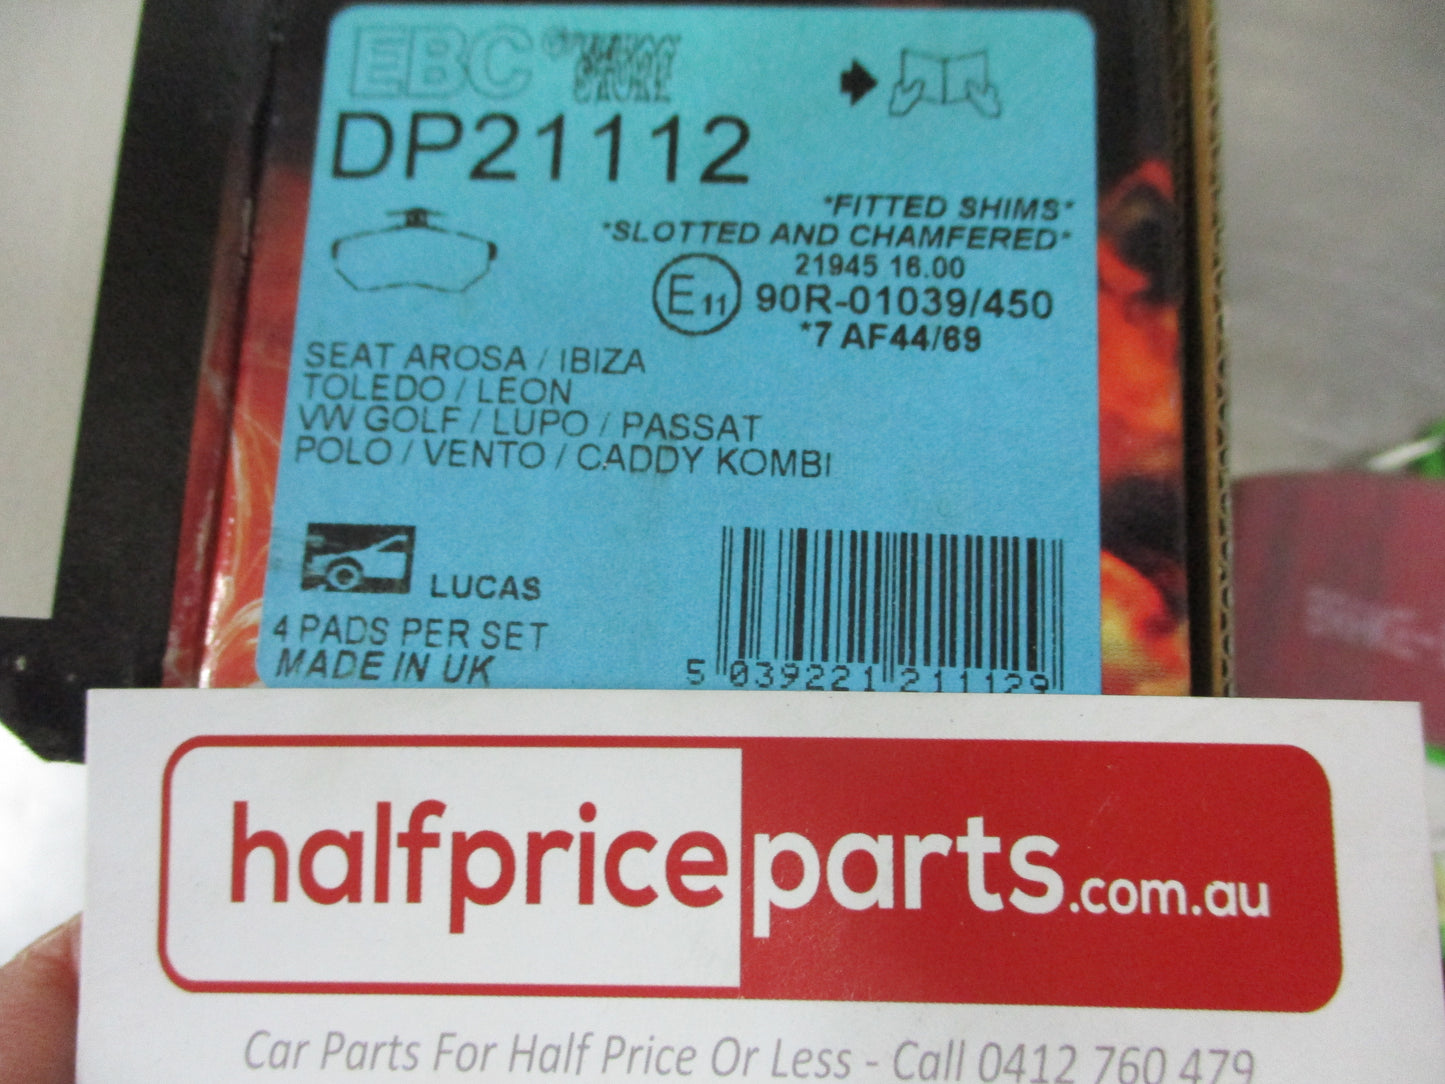 EBC
DP21112
*FITTED SHIMS*
*SLOTTED AND CHAMFERED*
21945 16.00
E11 90R-01039/450
*7 AF44/69
SEAT AROSA / IBIZA
TOLEDO / LEON
VW GOLF / LUPO / PASSAT
POLO / VENTO / CADDY KOMBI
LUCAS
4 PADS PER SET
MADE IN UK
5 039221 211129
halfpriceparts.com.au
Car Parts For Half Price Or Less - Call 0412 760 479